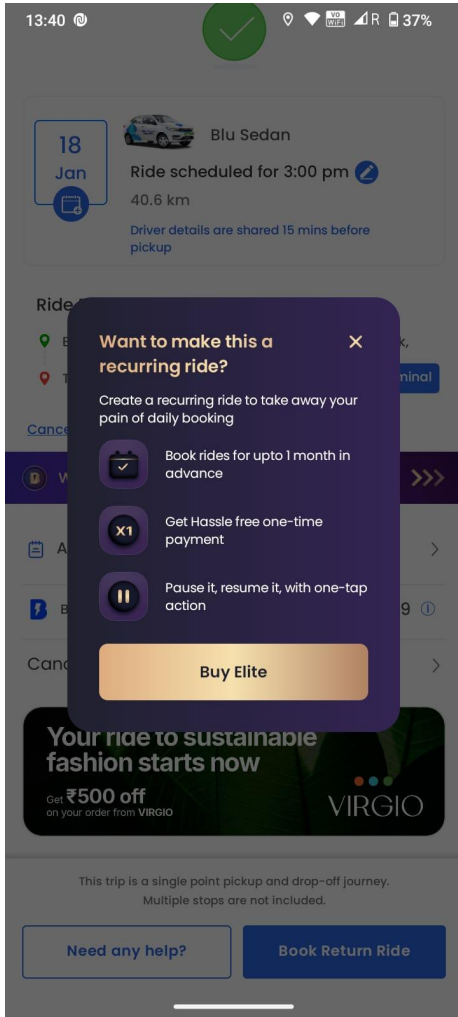 13:40
VO
WiFi
R
37%
18
Jan
Blu Sedan
Ride scheduled for 3:00 pm
40.6 km
Driver details are shared 15 mins before
pickup
Ride
Want to make this a
recurring ride?
Create a recurring ride to take away your
pain of daily booking
Book rides for upto 1 month in
advance
X1
Get Hassle free one-time
payment
Pause it, resume it, with one-tap
action
Buy Elite
Your ride to sustainable
fashion starts now
Get ₹500 off
on your order from VIRGIO
VIRGIO
This trip is a single point pickup and drop-off journey.
Multiple stops are not included.
Need any help?
Book Return Ride